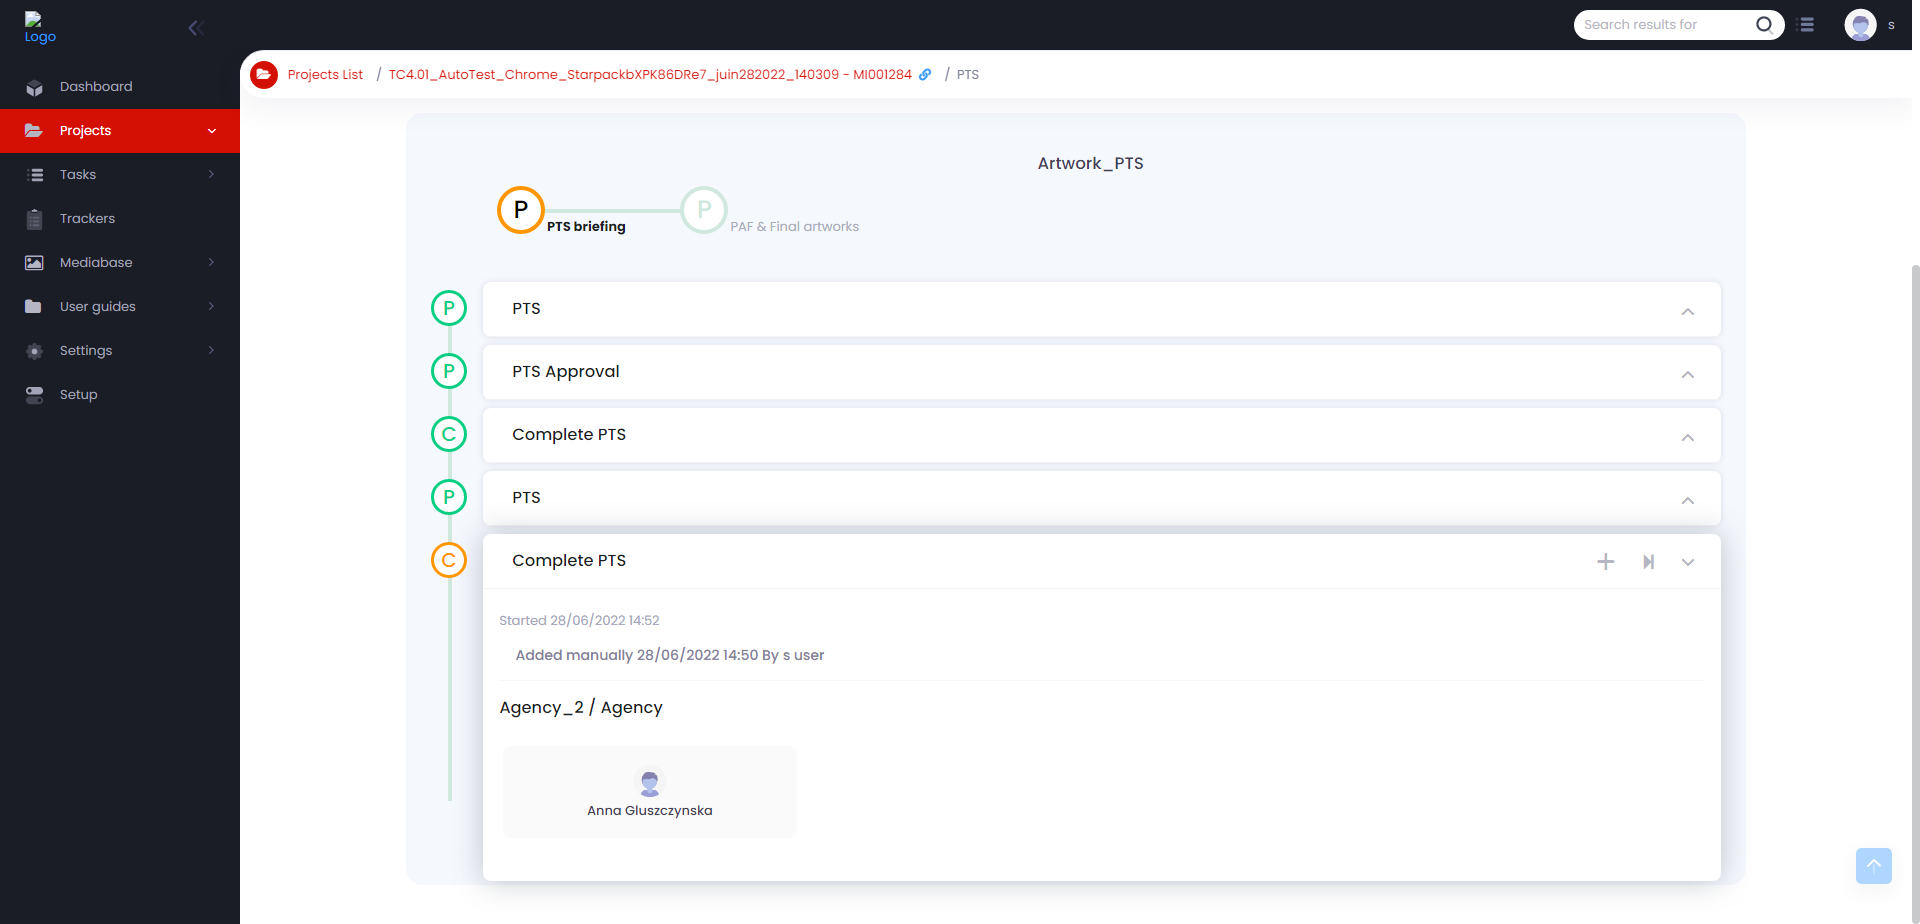 Logo
Search results for
s
Dashboard
Projects
Tasks
Trackers
Mediabase
User guides
Settings
Setup
Projects List / TC4.01_AutoTest_Chrome_StarpackbXPK86DRe7_juin282022_140309 - MI001284 / PTS
Artwork_PTS
P
PTS briefing
P
PAF & Final artworks
P
PTS
P
PTS Approval
C
Complete PTS
P
PTS
C
Complete PTS
Started 28/06/2022 14:52
Added manually 28/06/2022 14:50 By s user
Agency_2 / Agency
Anna Gluszczynska